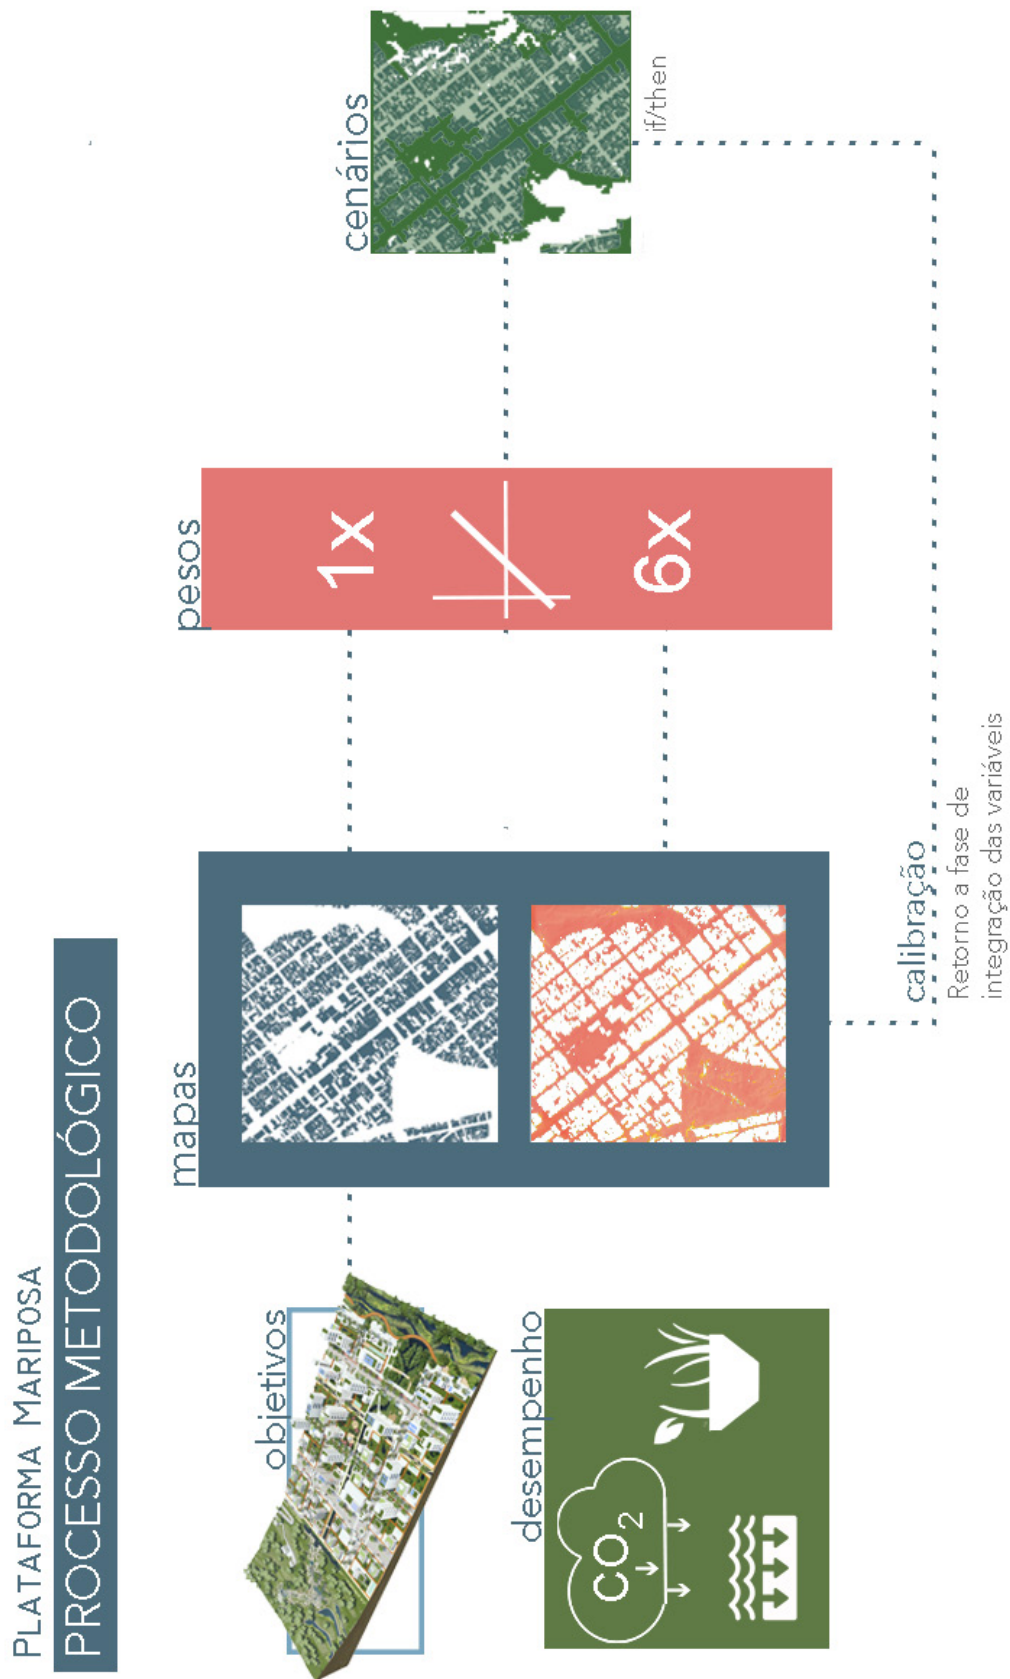 PLATAFORMA MARIPOSA
PROCESSO METODOLÓGICO
objetivos
desempenho
CO2
mapas
pesos
1x
6x
cenários
if/then
calibração
Retorno a fase de
integração das variáveis